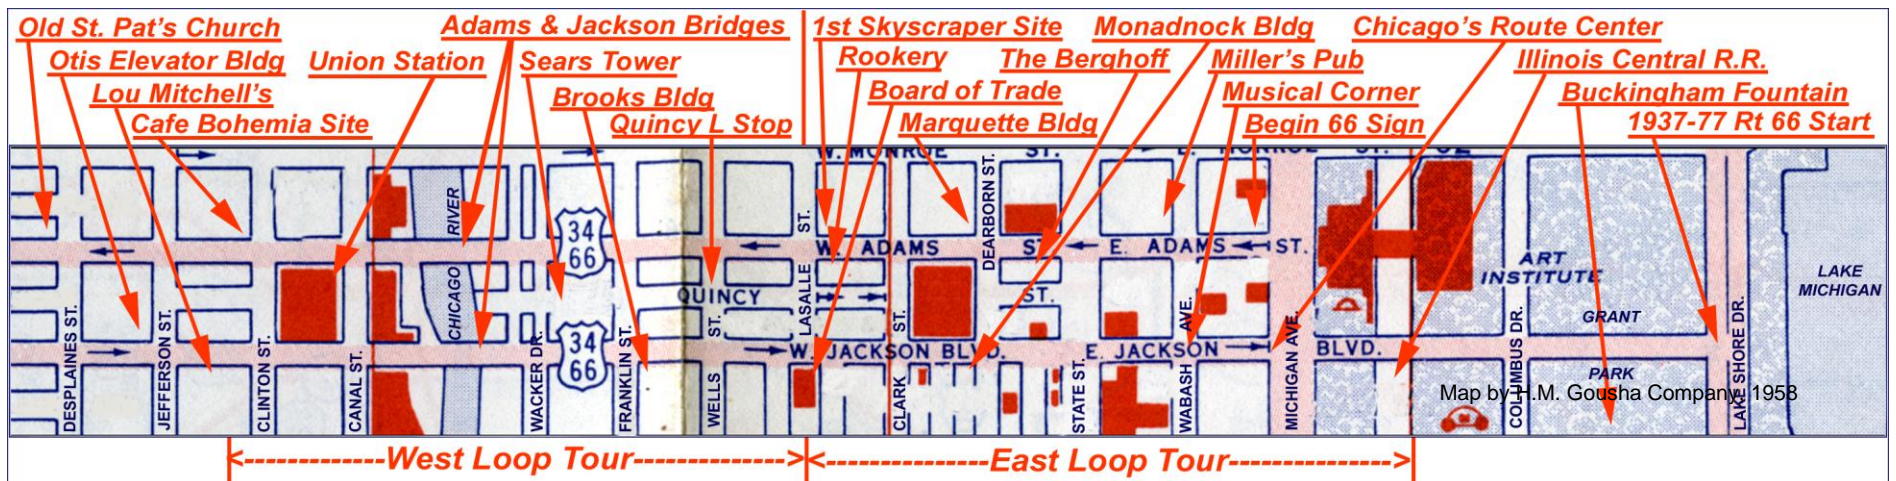 Old St. Pat's Church
Adams & Jackson Bridges
1st Skyscraper Site
Monadnock Bldg
Chicago's Route Center
Otis Elevator Bldg
Union Station
Sears Tower
Rookery
The Berghoff
Miller's Pub
Illinois Central R.R.
Lou Mitchell's
Brooks Bldg
Board of Trade
Musical Corner
Buckingham Fountain
Cafe Bohemia Site
Quincy L Stop
Marquette Bldg
Begin 66 Sign
1937-77 Rt 66 Start
W. MONROE ST. E. MONROE ST.
RIVER
ST.
DEARBORN ST.
34
66
W. ADAMS ST. E. ADAMS ST.
ART
INSTITUTE
LAKE
MICHIGAN
CHICAGO
QUINCY ST.
LASALLE
GRANT
34
66
W. JACKSON BLVD. E. JACKSON BLVD.
PARK
DESPLAINES ST.
JEFFERSON ST.
CLINTON ST.
CANAL ST.
WACKER DR.
FRANKLIN ST.
WELLS ST.
CLARK ST.
STATE ST.
WABASH AVE.
MICHIGAN AVE.
COLUMBUS DR.
LAKE SHORE DR.
Map by H.M. Gousha Company, 1958
<------------West Loop Tour------------->
<-------------East Loop Tour------------->